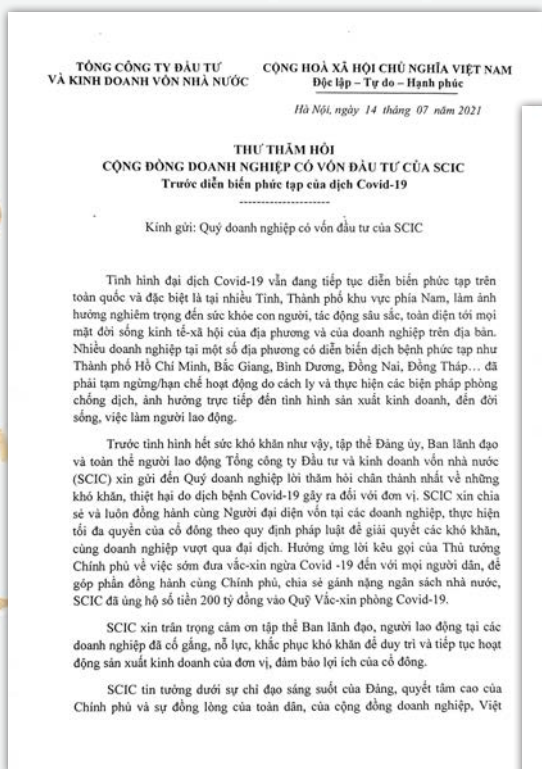 TỔNG CÔNG TY ĐẦU TƯ
VÀ KINH DOANH VỐN NHÀ NƯỚC
CỘNG HOÀ XÃ HỘI CHỦ NGHĨA VIỆT NAM
Độc lập – Tự do – Hạnh phúc
Hà Nội, ngày 14 tháng 07 năm 2021
THƯ THĂM HỎI
CỘNG ĐỒNG DOANH NGHIỆP CÓ VỐN ĐẦU TƯ CỦA SCIC
Trước diễn biến phức tạp của dịch Covid-19
---------------------
Kính gửi: Quý doanh nghiệp có vốn đầu tư của SCIC
Tình hình đại dịch Covid-19 vẫn đang tiếp tục diễn biến phức tạp trên
toàn quốc và đặc biệt là tại nhiều Tỉnh, Thành phố khu vực phía Nam, làm ảnh
hưởng nghiêm trọng đến sức khỏe con người, tác động sâu sắc, toàn diện tới mọi
mặt đời sống kinh tế-xã hội của địa phương và của doanh nghiệp trên địa bàn.
Nhiều doanh nghiệp tại một số địa phương có diễn biến dịch bệnh phức tạp như
Thành phố Hồ Chí Minh, Bắc Giang, Bình Dương, Đồng Nai, Đồng Tháp… đã
phải tạm ngừng/hạn chế hoạt động do cách ly và thực hiện các biện pháp phòng
chống dịch, ảnh hưởng trực tiếp đến tình hình sản xuất kinh doanh, đến đời
sống, việc làm người lao động.
Trước tình hình hết sức khó khăn như vậy, tập thể Đảng ủy, Ban lãnh đạo
và toàn thể người lao động Tổng công ty Đầu tư và kinh doanh vốn nhà nước
(SCIC) xin gửi đến Quý doanh nghiệp lời thăm hỏi chân thành nhất về những
khó khăn, thiệt hại do dịch bệnh Covid-19 gây ra đối với đơn vị. SCIC xin chia
sẻ và luôn đồng hành cùng Người đại diện vốn tại các doanh nghiệp, thực hiện
tối đa quyền của cổ đông theo quy định pháp luật để giải quyết các khó khăn,
cùng doanh nghiệp vượt qua đại dịch. Hưởng ứng lời kêu gọi của Thủ tướng
Chính phủ về việc sớm đưa vắc-xin ngừa Covid -19 đến với mọi người dân, để
góp phần đồng hành cùng Chính phủ, chia sẻ gánh nặng ngân sách nhà nước,
SCIC đã ủng hộ số tiền 200 tỷ đồng vào Quỹ Vắc-xin phòng Covid-19.
SCIC xin trân trọng cảm ơn tập thể Ban lãnh đạo, người lao động tại các
doanh nghiệp đã cố gắng, nỗ lực, khắc phục khó khăn để duy trì và tiếp tục hoạt
động sản xuất kinh doanh của đơn vị, đảm bảo lợi ích của cổ đông.
SCIC tin tưởng dưới sự chỉ đạo sáng suốt của Đảng, quyết tâm cao của
Chính phủ và sự đồng lòng của toàn dân, của cộng đồng doanh nghiệp, Việt